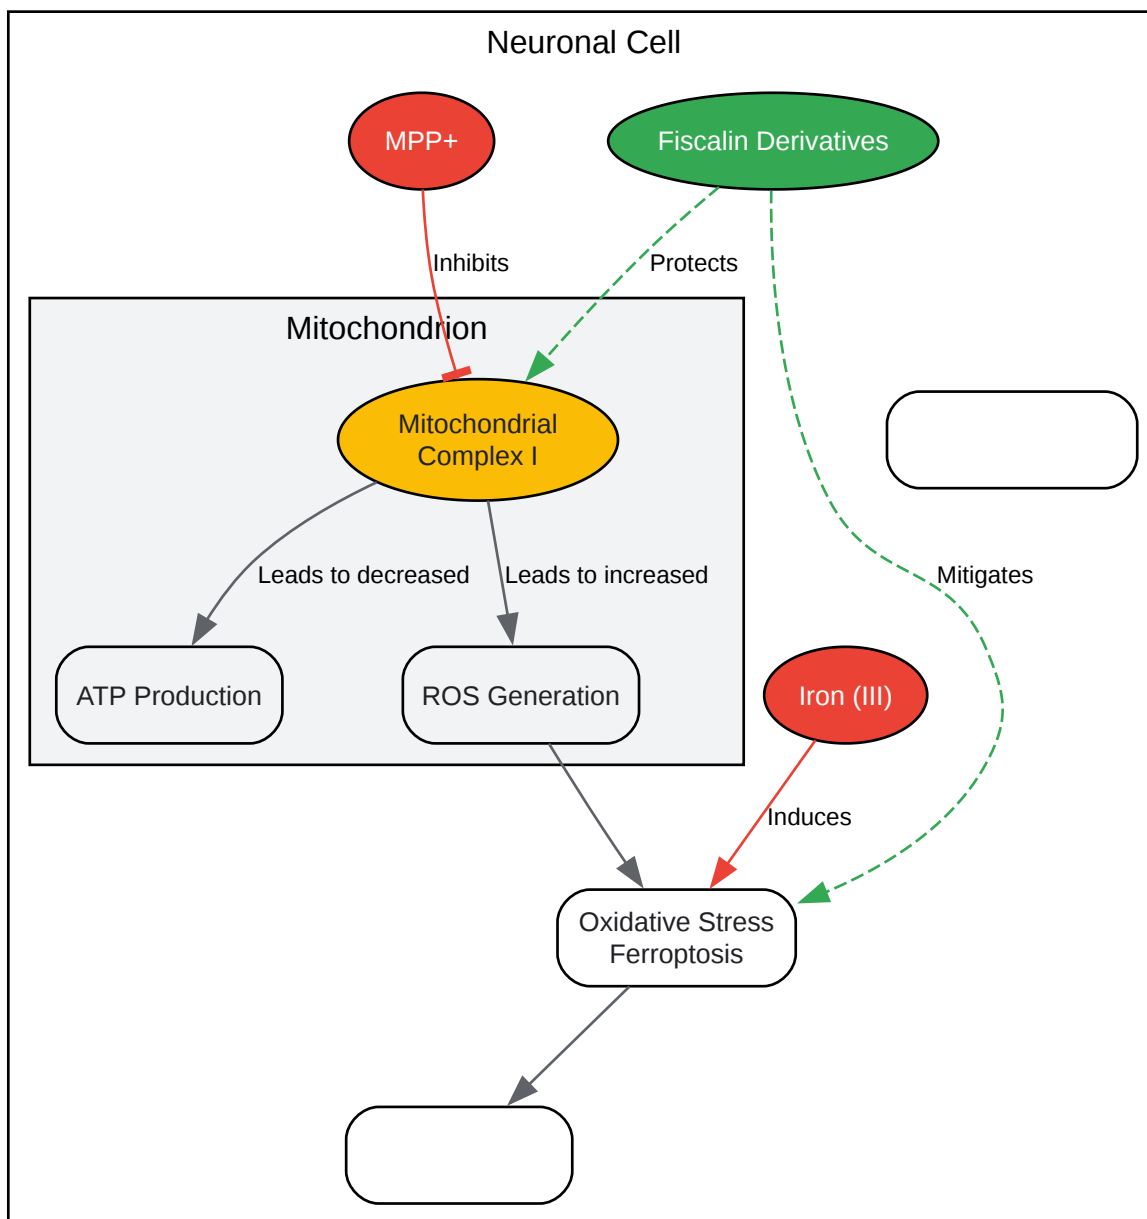 Neuronal Cell
MPP+
Fiscalin Derivatives
Inhibits
Protects
Mitochondrion
Mitochondrial
Complex I
Leads to decreased
Leads to increased
Mitigates
ATP Production
ROS Generation
Iron (III)
Induces
Oxidative Stress
Ferroptosis